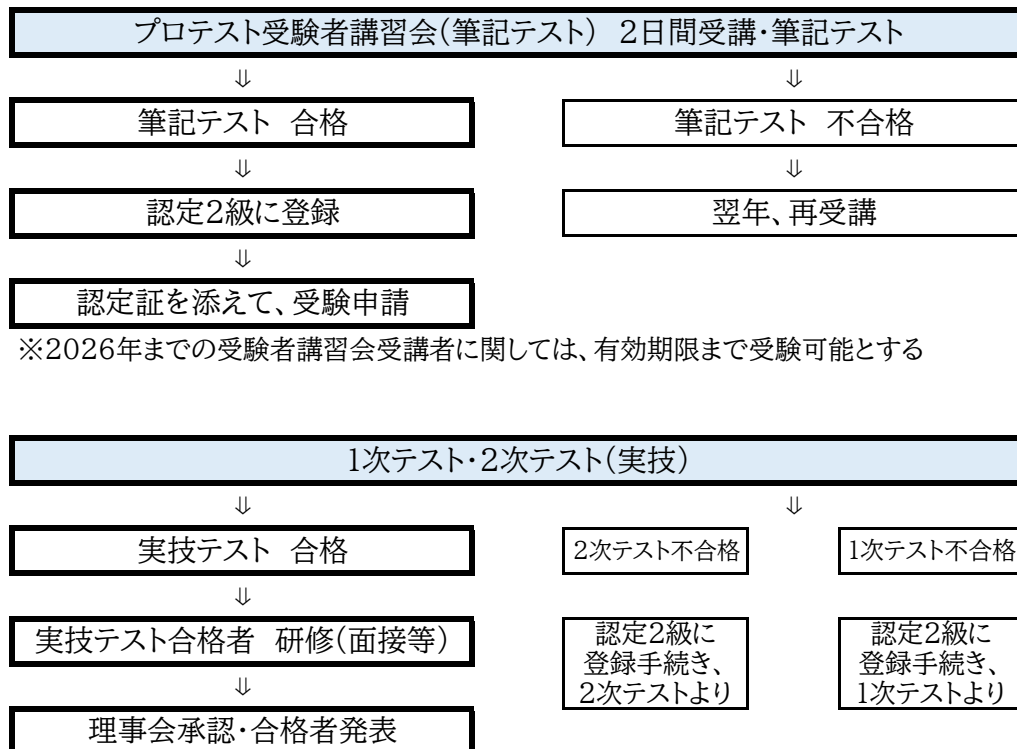 プロテスト受験者講習会(筆記テスト)　2日間受講・筆記テスト
⇓　⇓
筆記テスト　合格　筆記テスト　不合格
⇓　⇓
認定2級に登録　翌年、再受講
⇓
認定証を添えて、受験申請
※2026年までの受験者講習会受講者に関しては、有効期限まで受験可能とする
1次テスト・2次テスト(実技)
⇓　⇓
実技テスト　合格　2次テスト不合格　1次テスト不合格
⇓
実技テスト合格者　研修(面接等)
認定2級に
登録手続き、
2次テストより
認定2級に
登録手続き、
1次テストより
⇓
理事会承認・合格者発表